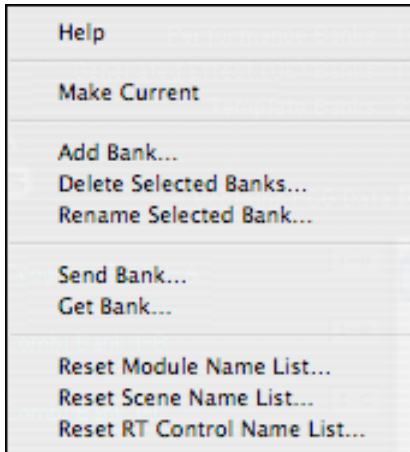 Help
Make Current
Add Bank...
Delete Selected Banks...
Rename Selected Bank...
Send Bank...
Get Bank...
Reset Module Name List...
Reset Scene Name List...
Reset RT Control Name List...